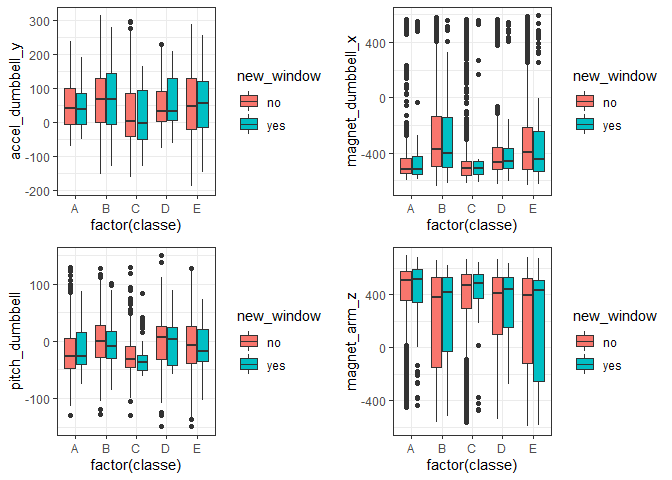 accel_dumbbell_y
300
200
100
0
-100
-200
A B C D E
factor(classe)
new_window
no
yes
magnet_dumbbell_x
400
0
-400
A B C D E
factor(classe)
new_window
no
yes
pitch_dumbbell
100
0
-100
A B C D E
factor(classe)
new_window
no
yes
magnet_arm_z
400
0
-400
A B C D E
factor(classe)
new_window
no
yes